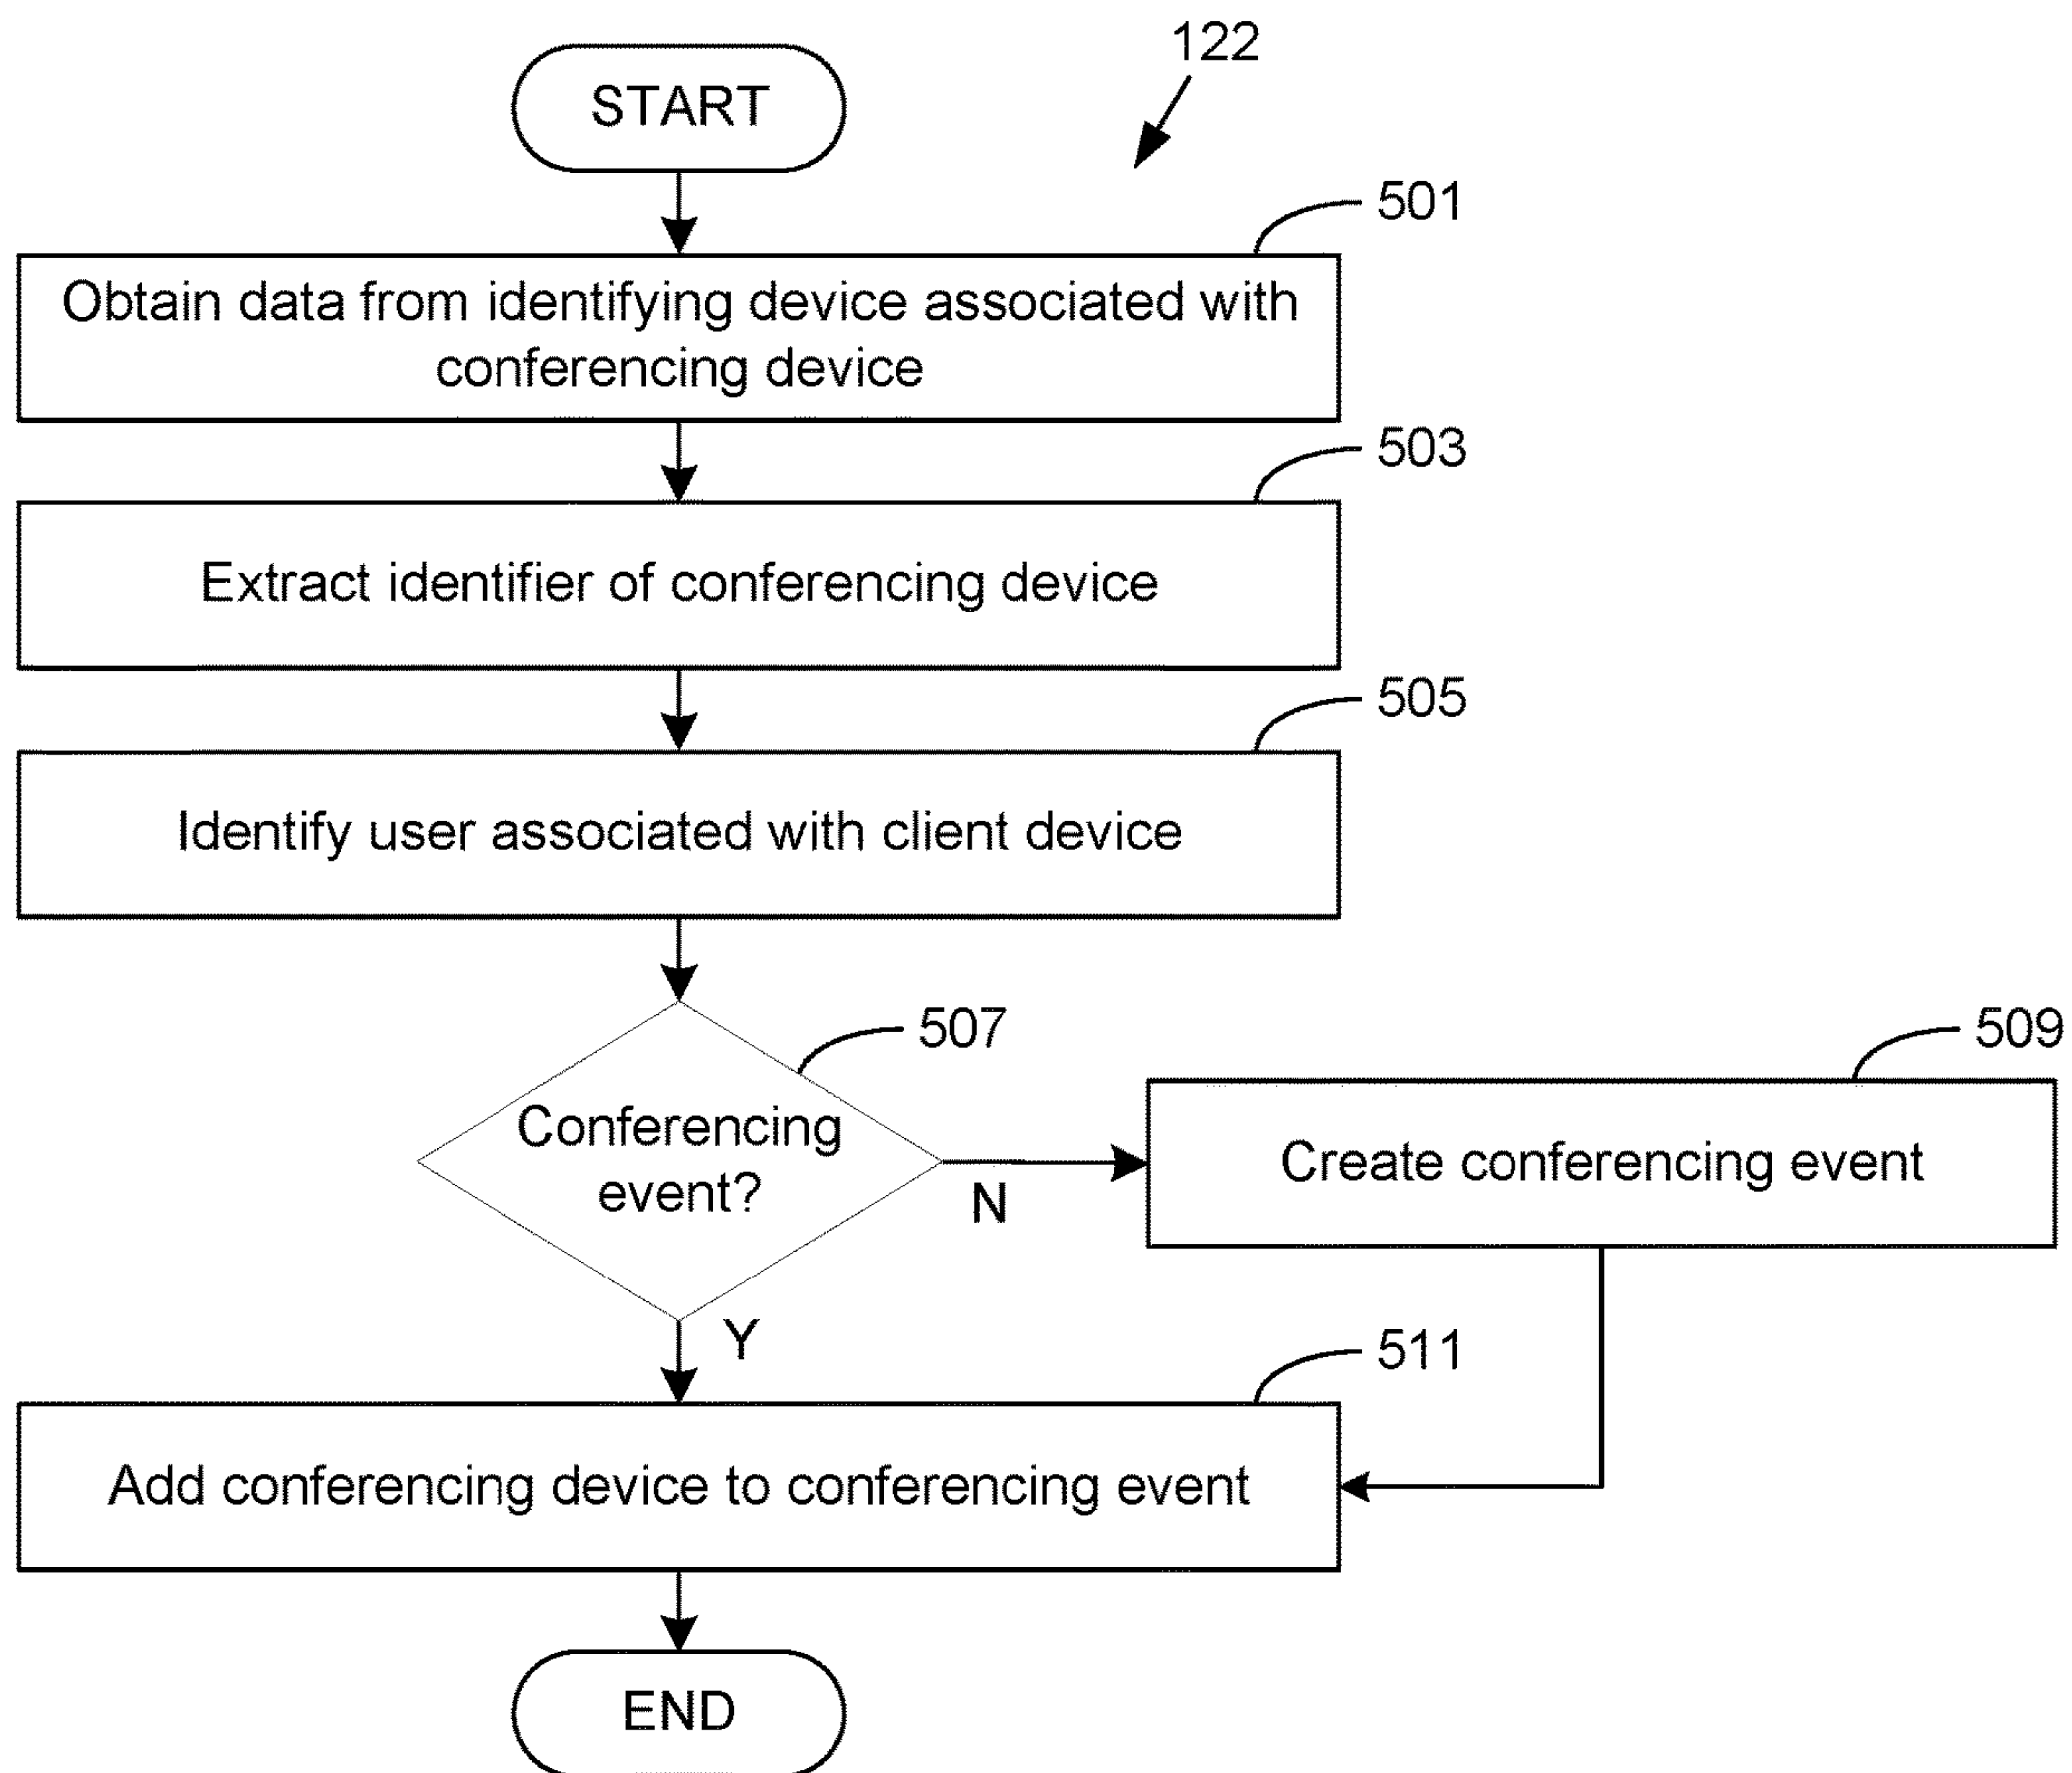 122
START
501
Obtain data from identifying device associated with
conferencing device
503
Extract identifier of conferencing device
505
Identify user associated with client device
507
Conferencing
event?
N
509
Create conferencing event
Y
511
Add conferencing device to conferencing event
END